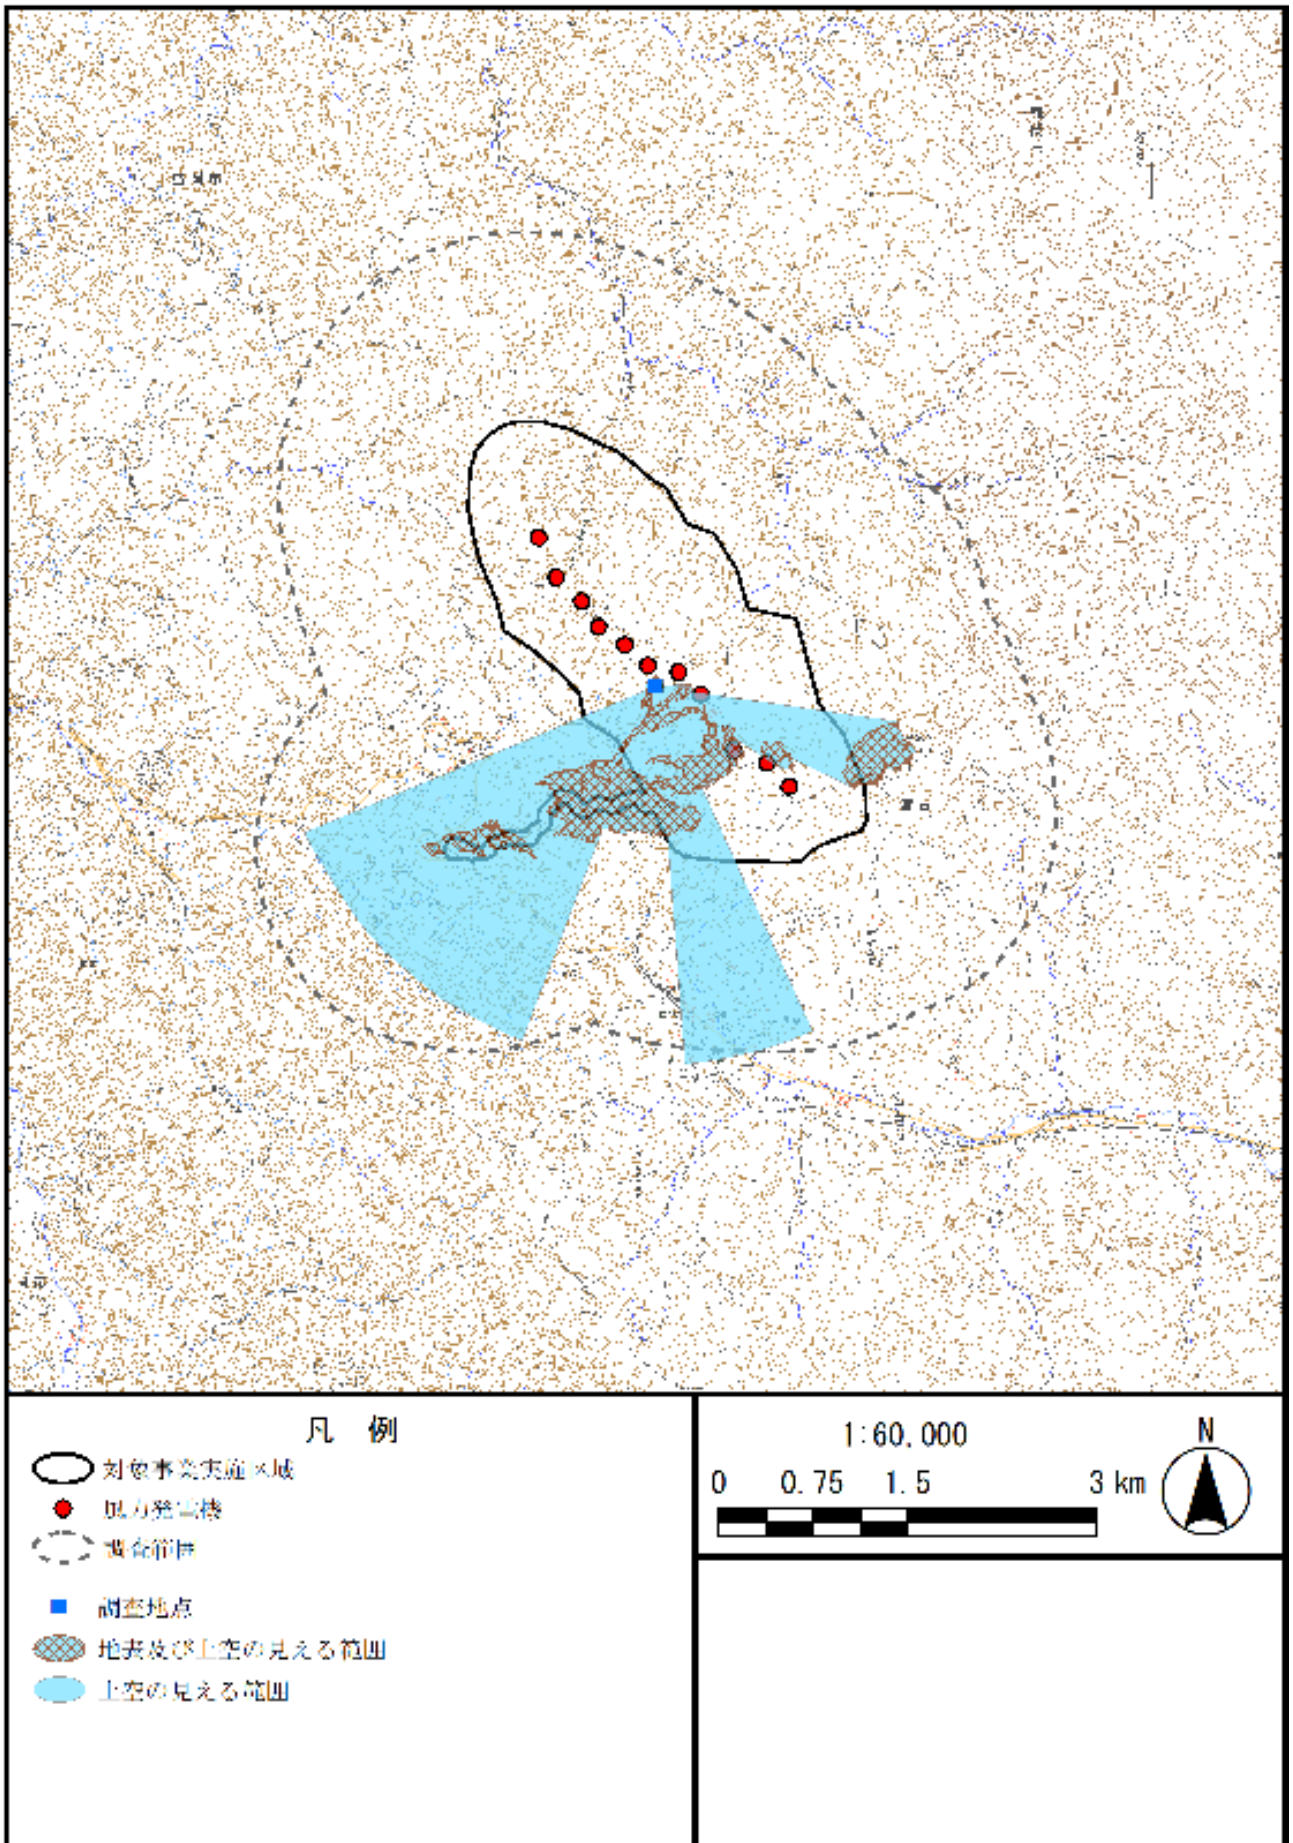 凡 例
対象事業実施区域
風力発電機
調査範囲
調査地点
地表及び上空の見える範囲
上空の見える範囲
1:60,000
0 0.75 1.5 3 km
N